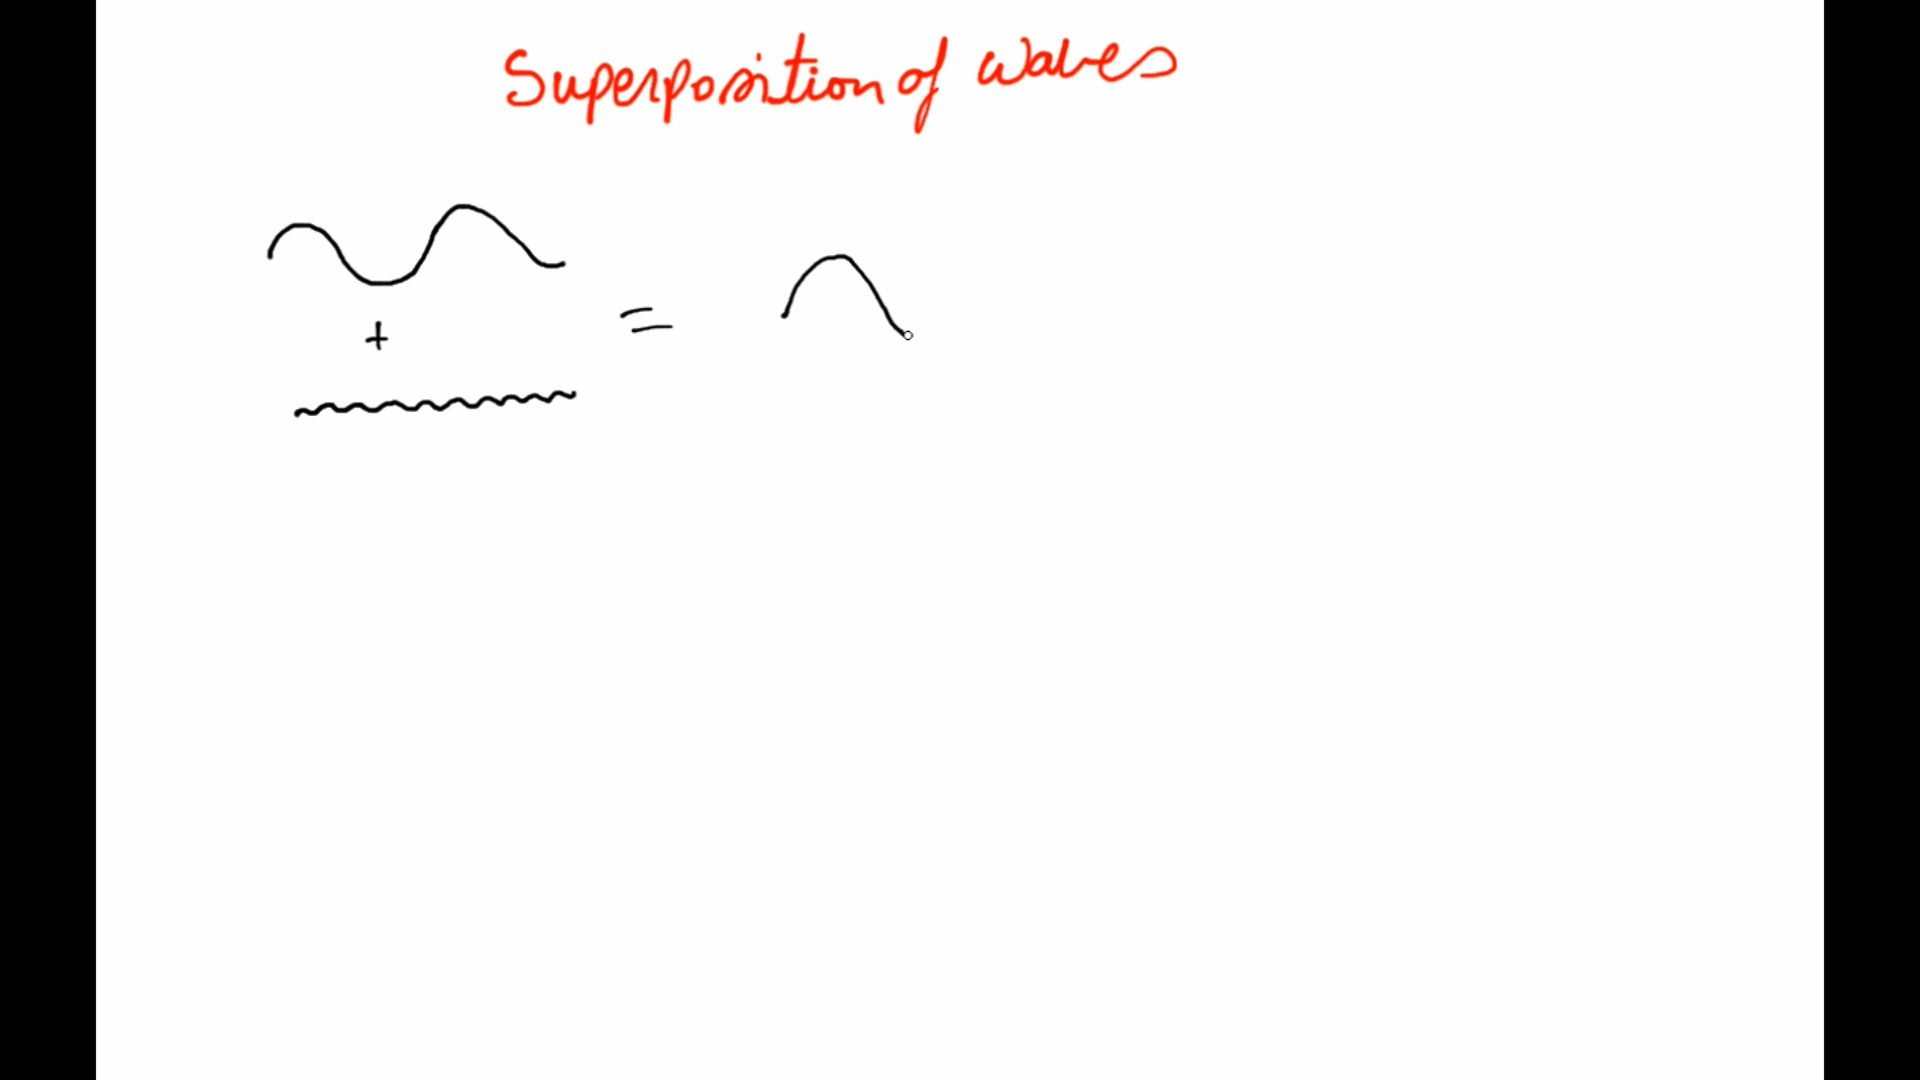 Superposition of waves
+
=